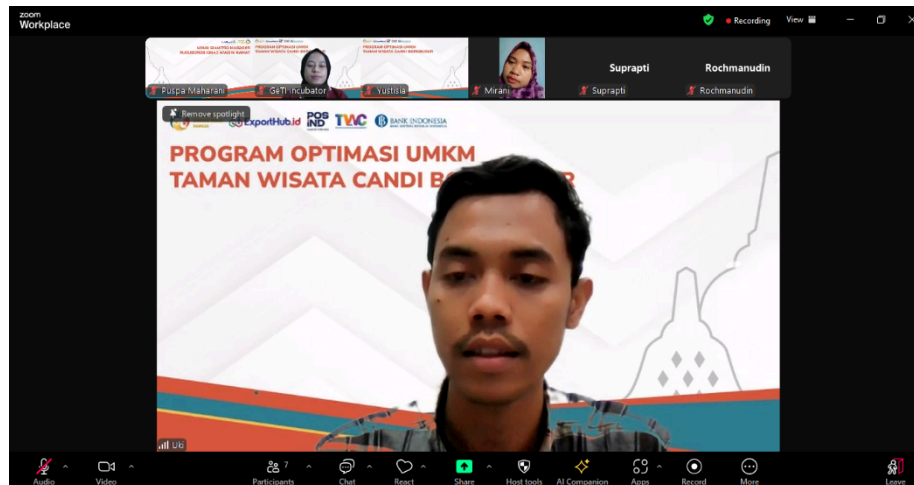 zoom
Workplace
Recording
View
Puspa Maharani
GeTI Incubator
Yustisia
Mirani
Suprapti
Suprapti
Rochmanudin
Rochmanudin
Remove spotlight
ExportHub.id
POS
IND
TWC
BANK INDONESIA
PROGRAM OPTIMASI UMKM
TAMAN WISATA CANDI
Uki
Audio
Video
7
Participants
Chat
React
Share
Host tools
AI Companion
Apps
Record
More
Leave